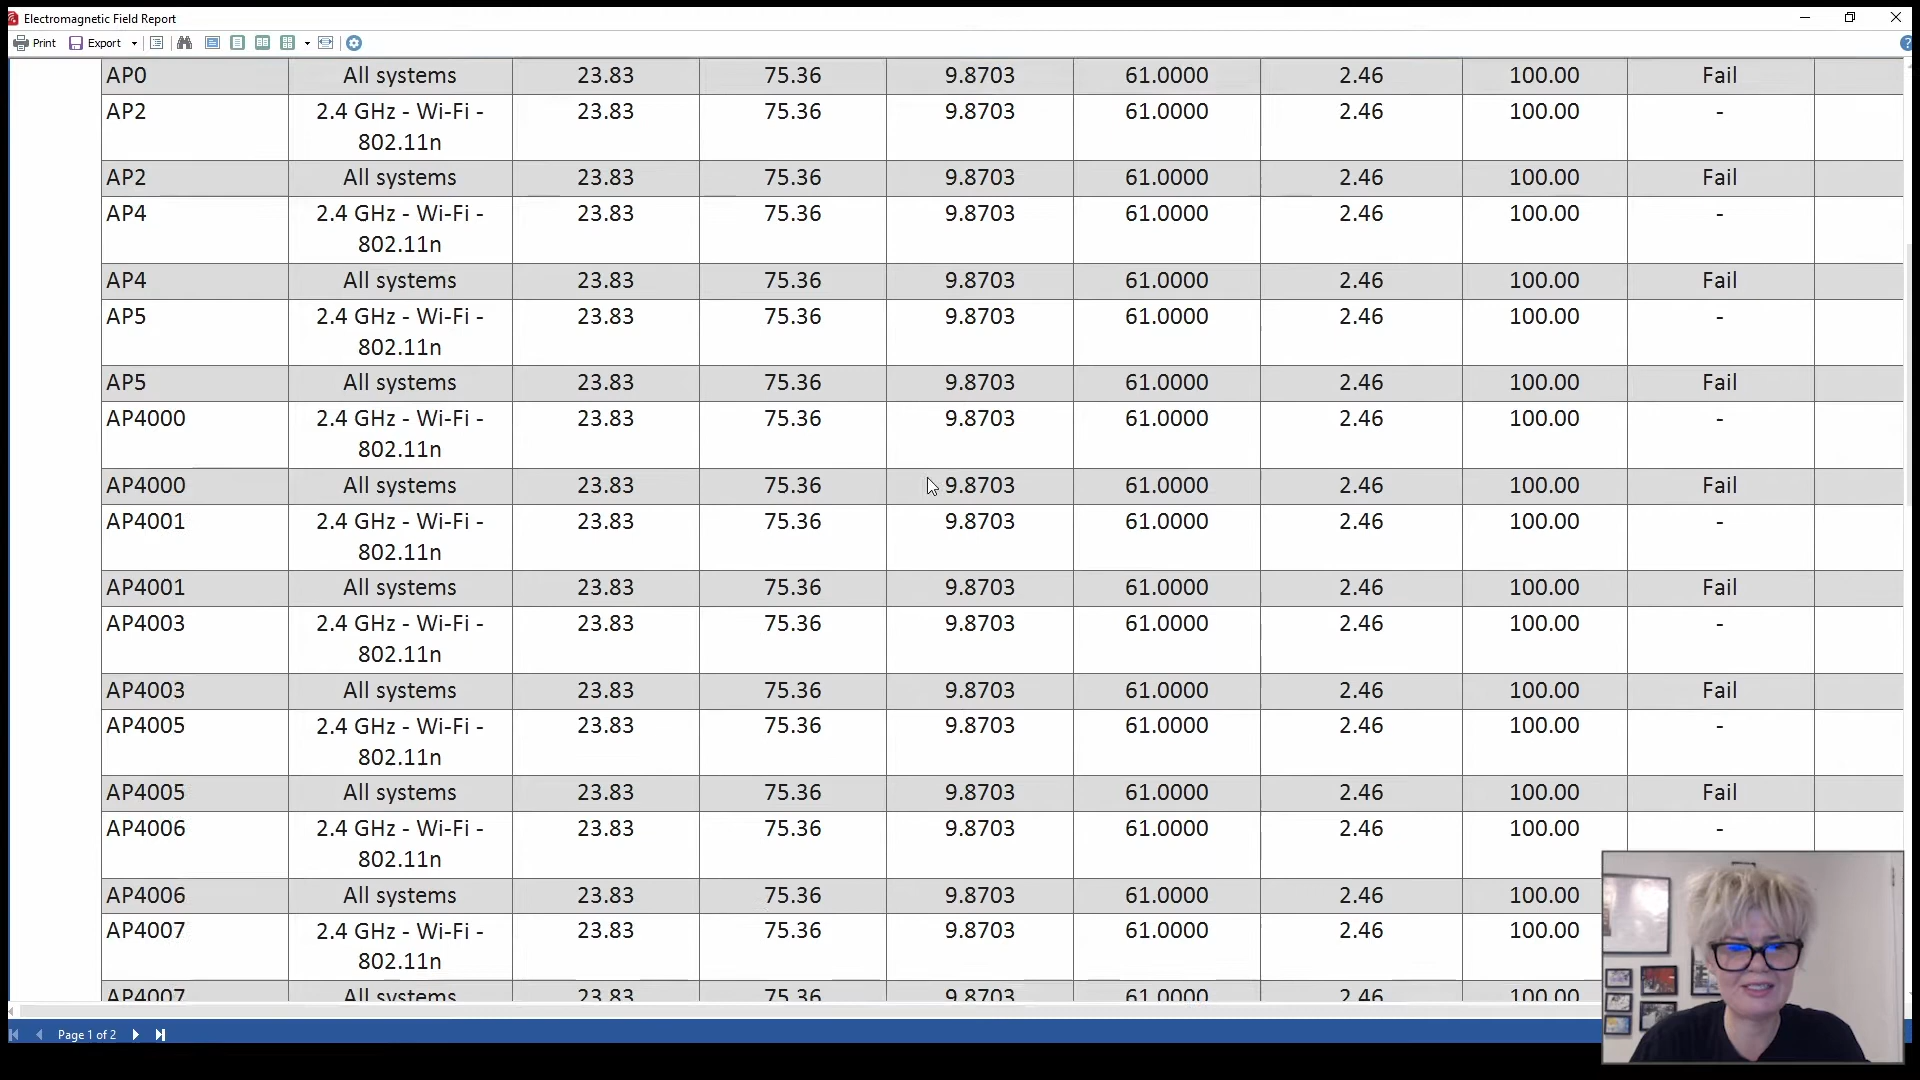 Electromagnetic Field Report
Print Export
AP0 All systems 23.83 75.36 9.8703 61.0000 2.46 100.00 Fail
AP2 2.4 GHz - Wi-Fi - 23.83 75.36 9.8703 61.0000 2.46 100.00 -
802.11n
AP2 All systems 23.83 75.36 9.8703 61.0000 2.46 100.00 Fail
AP4 2.4 GHz - Wi-Fi - 23.83 75.36 9.8703 61.0000 2.46 100.00 -
802.11n
AP4 All systems 23.83 75.36 9.8703 61.0000 2.46 100.00 Fail
AP5 2.4 GHz - Wi-Fi - 23.83 75.36 9.8703 61.0000 2.46 100.00 -
802.11n
AP5 All systems 23.83 75.36 9.8703 61.0000 2.46 100.00 Fail
AP4000 2.4 GHz - Wi-Fi - 23.83 75.36 9.8703 61.0000 2.46 100.00 -
802.11n
AP4000 All systems 23.83 75.36 9.8703 61.0000 2.46 100.00 Fail
AP4001 2.4 GHz - Wi-Fi - 23.83 75.36 9.8703 61.0000 2.46 100.00 -
802.11n
AP4001 All systems 23.83 75.36 9.8703 61.0000 2.46 100.00 Fail
AP4003 2.4 GHz - Wi-Fi - 23.83 75.36 9.8703 61.0000 2.46 100.00 -
802.11n
AP4003 All systems 23.83 75.36 9.8703 61.0000 2.46 100.00 Fail
AP4005 2.4 GHz - Wi-Fi - 23.83 75.36 9.8703 61.0000 2.46 100.00 -
802.11n
AP4005 All systems 23.83 75.36 9.8703 61.0000 2.46 100.00 Fail
AP4006 2.4 GHz - Wi-Fi - 23.83 75.36 9.8703 61.0000 2.46 100.00 -
802.11n
AP4006 All systems 23.83 75.36 9.8703 61.0000 2.46 100.00
AP4007 2.4 GHz - Wi-Fi - 23.83 75.36 9.8703 61.0000 2.46 100.00
802.11n
AP4007 All systems 23.83 75.36 9.8703 61.0000 2.46 100.00
Page 1 of 2